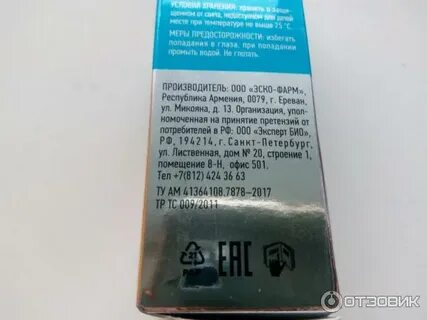 УСЛОВИЯ ХРАНЕНИЯ: хранить в защи-
щенном от света, недоступном для детей
месте при температуре не выше 25 °С.
МЕРЫ ПРЕДОСТОРОЖНОСТИ: избегать
попадания в глаза, при попадании
промыть водой. Не глотать.
ПРОИЗВОДИТЕЛЬ: ООО «ЭСКО-ФАРМ»,
Республика Армения, 0079, г. Ереван,
ул. Микояна, д. 13. Организация, упол-
номоченная на принятие претензий от
потребителей в РФ: ООО «Эксперт БИО»,
РФ, 194214, г. Санкт-Петербург,
ул. Лиственная, дом № 20, строение 1,
помещение 8-Н, офис 501.
Тел +7(812) 424 36 63
ТУ АМ 41364108.7878-2017
ТР ТС 009/2011
21
ЕАС
ОТЗОВИК